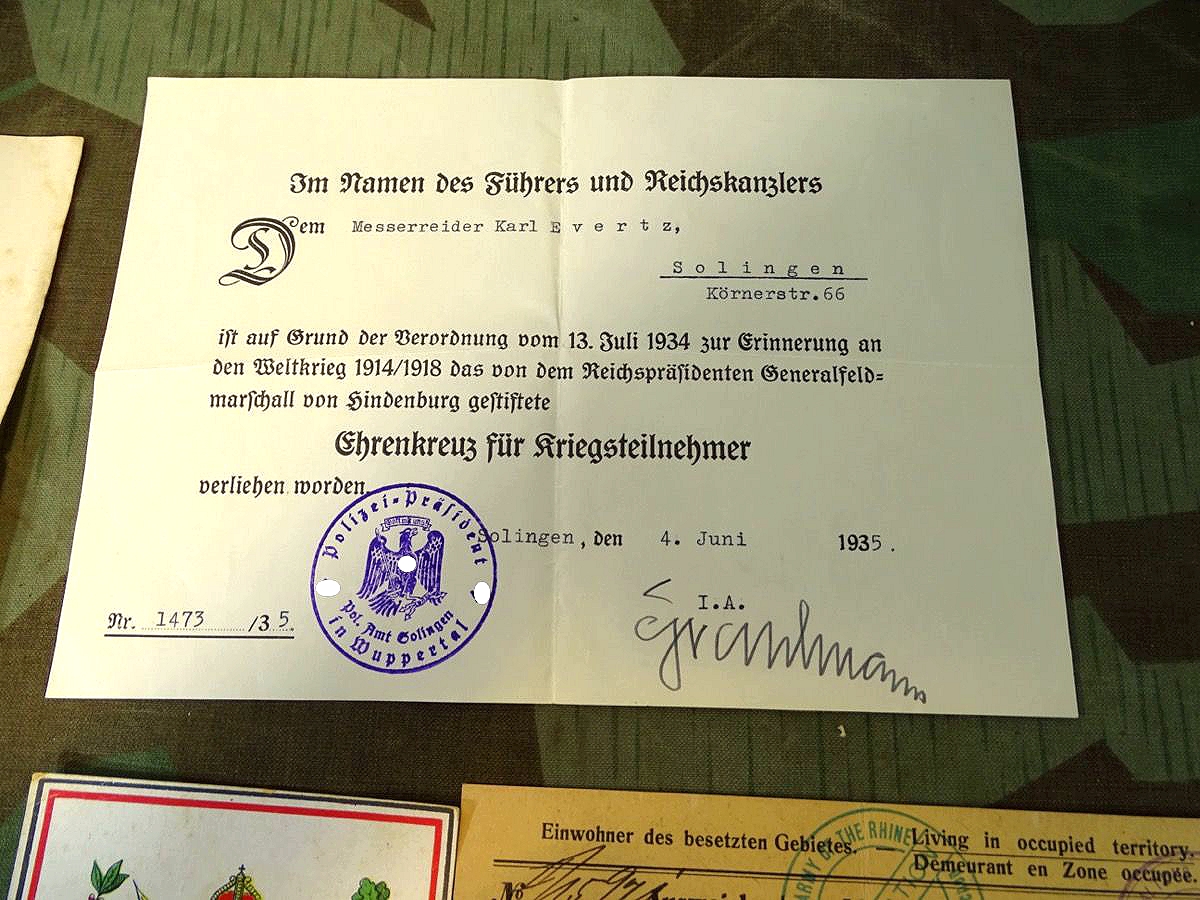 Im Namen des Führers und Reichskanzlers
Dem Messerreider Karl E v e r t z,
S o l i n g e n
Körnerstr.66
ist auf Grund der Verordnung vom 13. Juli 1934 zur Erinnerung an
den Weltkrieg 1914/1918 das von dem Reichspräsidenten Generalfeld=
marschall von Hindenburg gestiftete
Ehrenkreuz für Kriegsteilnehmer
verliehen worden.
Polizei-Präsident
Pol. Amt Solingen
in Wuppertal
Solingen, den 4. Juni 1935.
I.A.
Nr. 1473 /35.
Einwohner des besetzten Gebietes.
Living in occupied territory.
Demeurant en Zone occupée.
ARMY OF THE RHINE
No